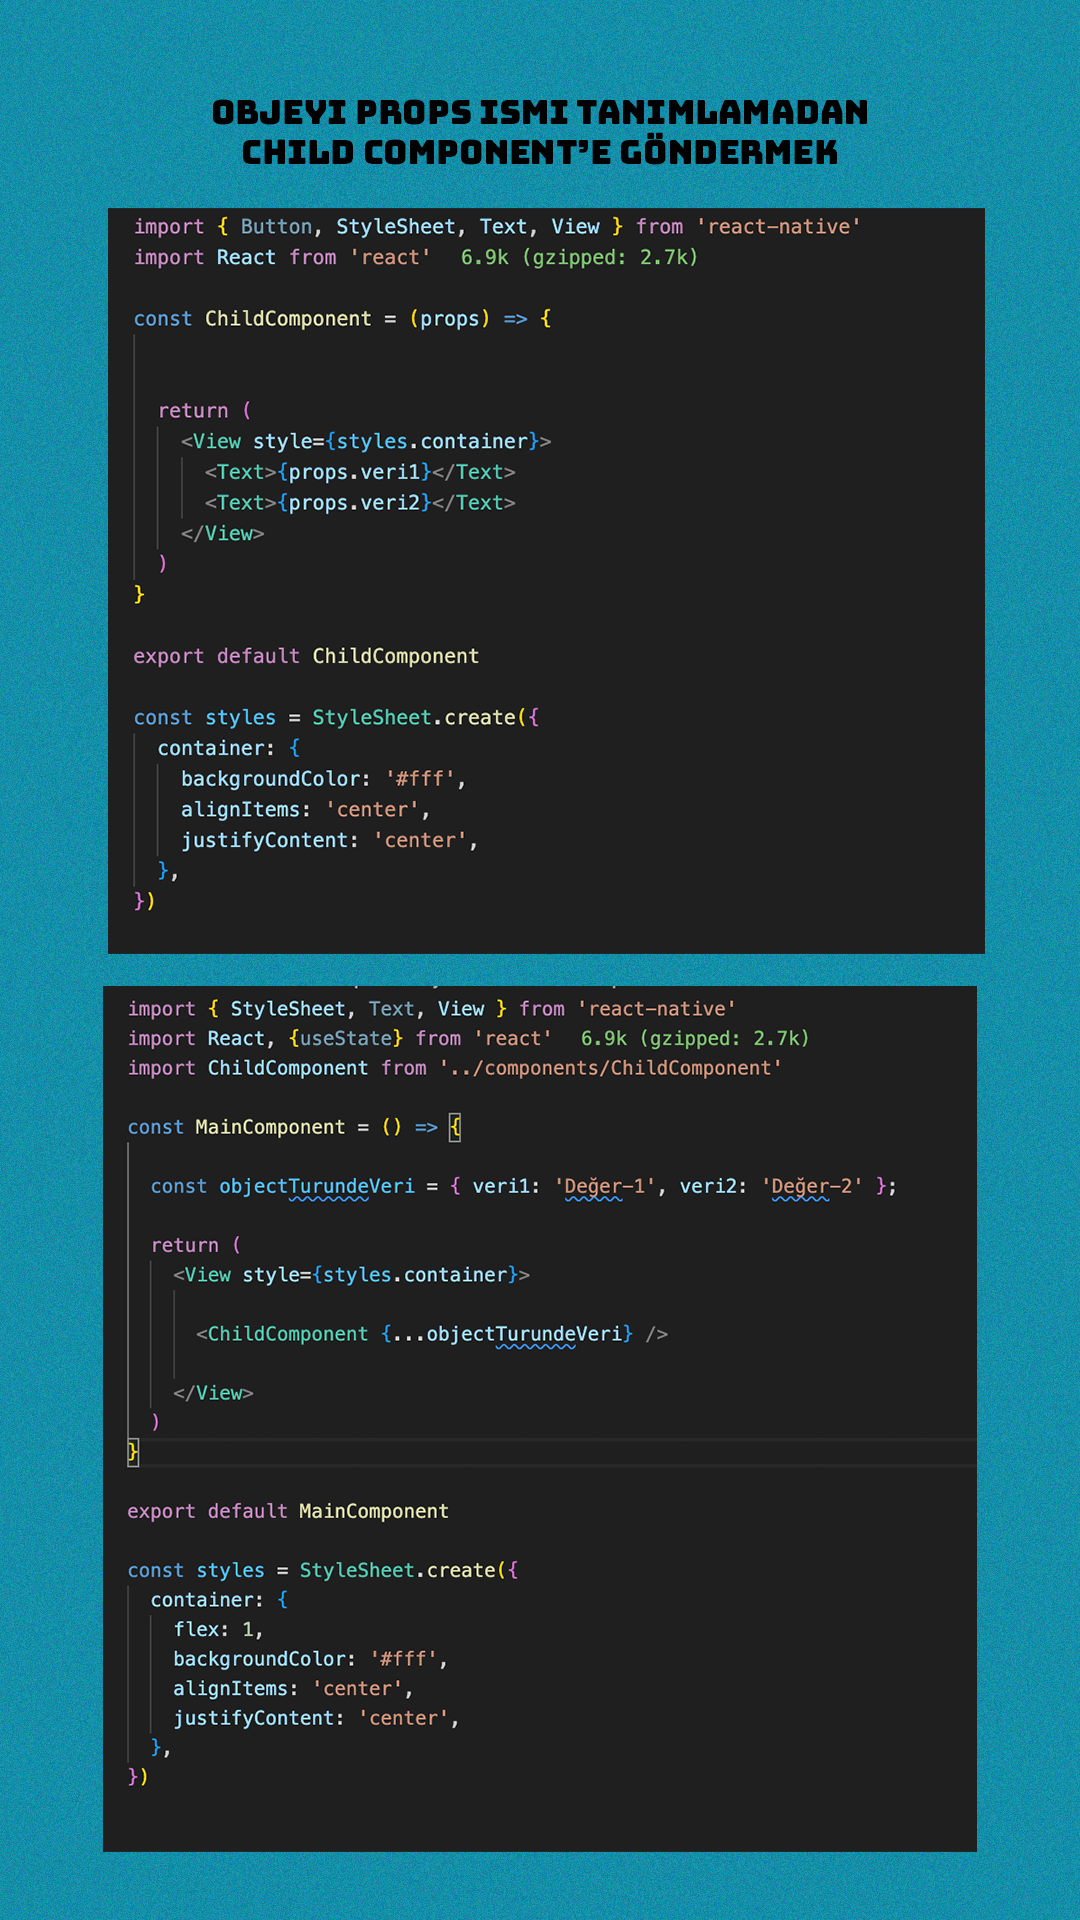 OBJEYI PROPS ISMI TANIMLAMADAN
CHILD COMPONENT’E GÖNDERMEK
import { Button, StyleSheet, Text, View } from 'react-native'
import React from 'react'  6.9k (gzipped: 2.7k)
const ChildComponent = (props) => {
return (
<View style={styles.container}>
<Text>{props.veri1}</Text>
<Text>{props.veri2}</Text>
</View>
)
}
export default ChildComponent
const styles = StyleSheet.create({
container: {
backgroundColor: '#fff',
alignItems: 'center',
justifyContent: 'center',
},
})
import { StyleSheet, Text, View } from 'react-native'
import React, {useState} from 'react'  6.9k (gzipped: 2.7k)
import ChildComponent from '../components/ChildComponent'
const MainComponent = () => {
const objectTurundeVeri = { veri1: 'Değer-1', veri2: 'Değer-2' };
return (
<View style={styles.container}>
<ChildComponent {...objectTurundeVeri} />
</View>
)
}
export default MainComponent
const styles = StyleSheet.create({
container: {
flex: 1,
backgroundColor: '#fff',
alignItems: 'center',
justifyContent: 'center',
},
})